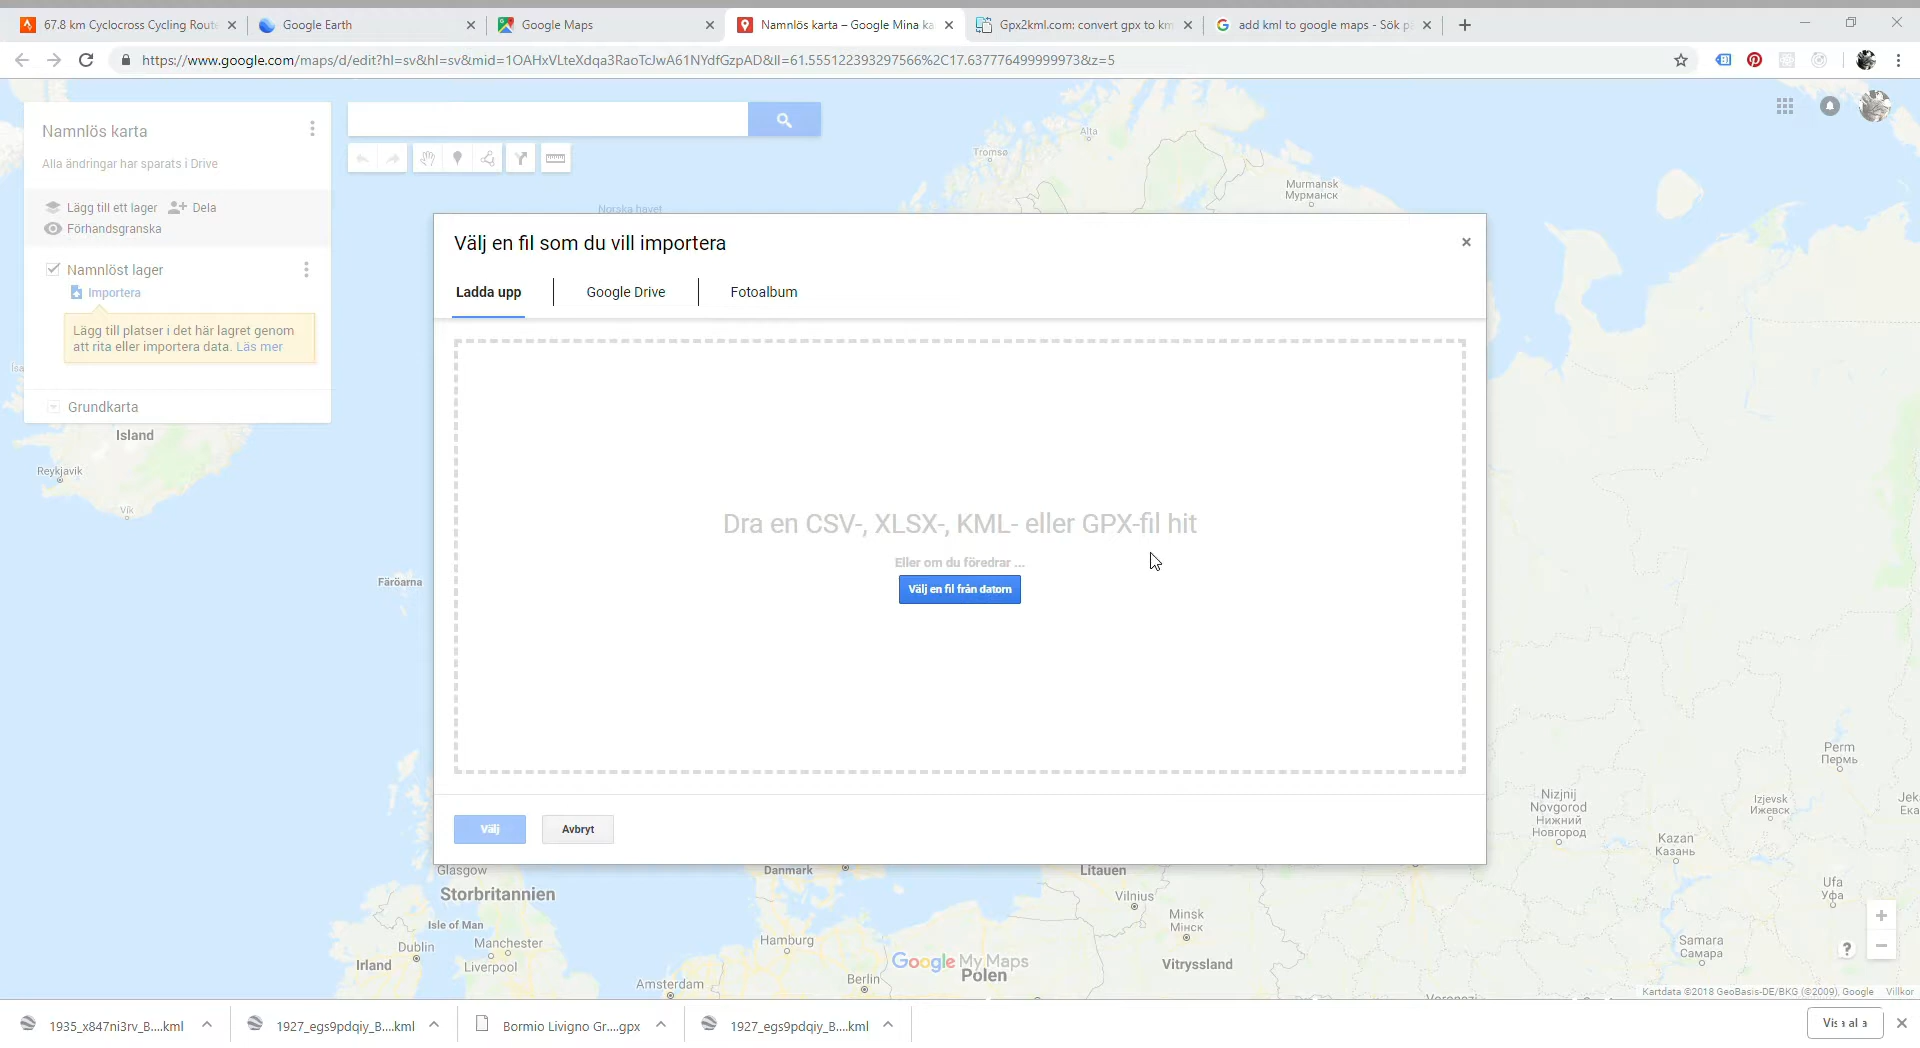 67.8 km Cyclocross Cycling Route
Google Earth
Google Maps
Namnlös karta – Google Mina ka
Gpx2kml.com: convert gpx to km
add kml to google maps - Sök p
https://www.google.com/maps/d/edit?hl=sv&hl=sv&mid=1OAHxVLteXdqa3RaoTcJwA61NYdfGzpAD&ll=61.555122393297566%2C17.637776499999973&z=5
Namnlös karta
Alla ändringar har sparats i Drive
Lägg till ett lager
Dela
Förhandsgranska
Namnlöst lager
Importera
Lägg till platser i det här lagret genom
att rita eller importera data. Läs mer
Grundkarta
Välj en fil som du vill importera
Ladda upp
Google Drive
Fotoalbum
Dra en CSV-, XLSX-, KML- eller GPX-fil hit
Eller om du föredrar ...
Välj en fil från datorn
Välj
Avbryt
Alta
Tromsø
Murmansk
Мурманск
Norska havet
Island
Reykjavik
Vík
Färöarna
Perm
Пермь
Nizjnij
Novgorod
Нижний
Новгород
Izjevsk
Ижевск
Jek
Ека
Kazan
Казань
Ufa
Уфа
Samara
Самара
Glasgow
Storbritannien
Isle of Man
Dublin
Irland
Manchester
Liverpool
Danmark
Hamburg
Amsterdam
Berlin
Google My Maps
Polen
Litauen
Vilnius
Minsk
Мінск
Vitryssland
Kartdata ©2018 GeoBasis-DE/BKG (©2009), Google
Villkor
1935_x847ni3rv_B....kml
1927_egs9pdqiy_B....kml
Bormio Livigno Gr....gpx
1927_egs9pdqiy_B....kml